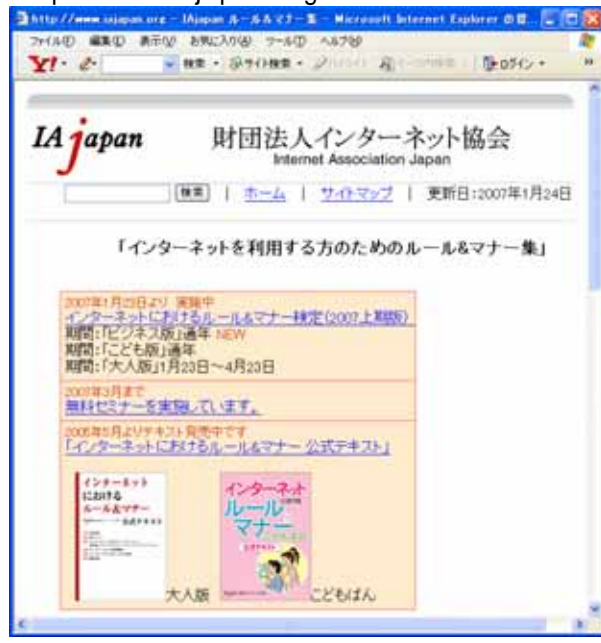 http://www.iajapan.org - IAjapan ルール&マナー集 - Microsoft Internet Explorer
ファイル(F) 編集(E) 表示(V) お気に入り(A) ツール(T) ヘルプ(H)
Y! 検索 サイト検索 ログイン
IAjapan 財団法人インターネット協会
Internet Association Japan
検索 | ホーム | サイトマップ | 更新日:2007年1月24日
「インターネットを利用する方のためのルール&マナー集」
2007年1月23日より 実施中
インターネットにおけるルール&マナー検定(2007上期版)
期間:「ビジネス版」通年 NEW
期間:「こども版」通年
期間:「大人版」1月23日~4月23日
2007年3月まで
無料セミナーを実施しています。
発売中です
「インターネットにおけるルール&マナー 公式テキスト」
インターネット
における
ルール&マナー
公式テキスト
インターネット
ルール
マナー
公式テキスト
大人版 こどもばん